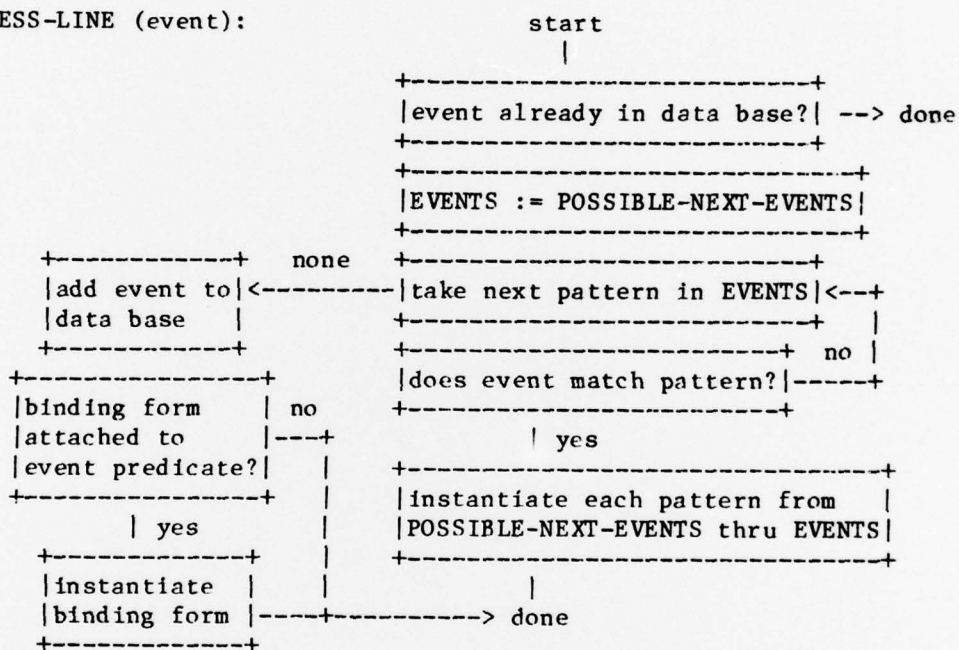 ESS-LINE (event):
start
event already in data base? --> done
EVENTS := POSSIBLE-NEXT-EVENTS
none
add event to
data base
take next pattern in EVENTS
no
does event match pattern?
binding form
attached to
event predicate?
no
yes
instantiate each pattern from
POSSIBLE-NEXT-EVENTS thru EVENTS
yes
instantiate
binding form
done